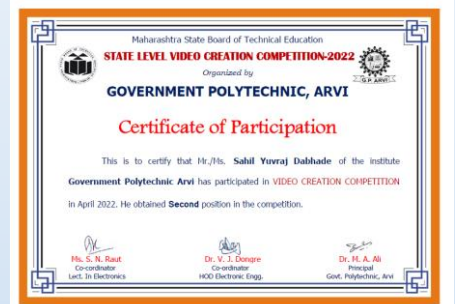 Maharashtra State Board of Technical Education
STATE LEVEL VIDEO CREATION COMPETITION-2022
Organized by
G.P ARVI
GOVERNMENT POLYTECHNIC, ARVI
Certificate of Participation
This is to certify that Mr./Ms. Sahil Yuvraj Dabhade of the institute
Government Polytechnic Arvi has participated in VIDEO CREATION COMPETITION
in April 2022. He obtained Second position in the competition.
Ms. S. N. Raut
Co-cordinator
Lect. In Electronics
Dr. V. J. Dongre
Co-ordinator
HOD Electronic Engg.
Dr. M. A. Ali
Principal
Govt. Polytechnic, Arvi